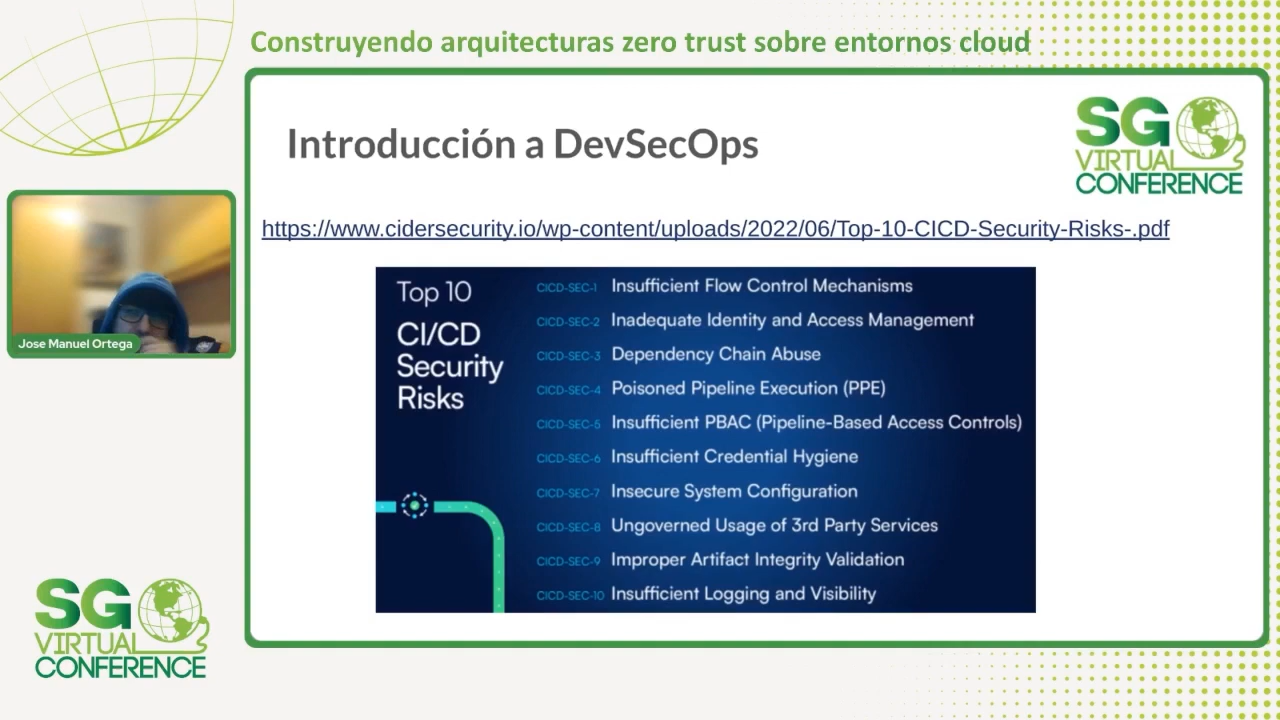 Construyendo arquitecturas zero trust sobre entornos cloud
SG
VIRTUAL
CONFERENCE
Introducción a DevSecOps
https://www.cidersecurity.io/wp-content/uploads/2022/06/Top-10-CICD-Security-Risks-.pdf
Jose Manuel Ortega
Top 10
CI/CD
Security
Risks
CICD-SEC-1 Insufficient Flow Control Mechanisms
CICD-SEC-2 Inadequate Identity and Access Management
CICD-SEC-3 Dependency Chain Abuse
CICD-SEC-4 Poisoned Pipeline Execution (PPE)
CICD-SEC-5 Insufficient PBAC (Pipeline-Based Access Controls)
CICD-SEC-6 Insufficient Credential Hygiene
CICD-SEC-7 Insecure System Configuration
CICD-SEC-8 Ungoverned Usage of 3rd Party Services
CICD-SEC-9 Improper Artifact Integrity Validation
CICD-SEC-10 Insufficient Logging and Visibility
SG
VIRTUAL
CONFERENCE